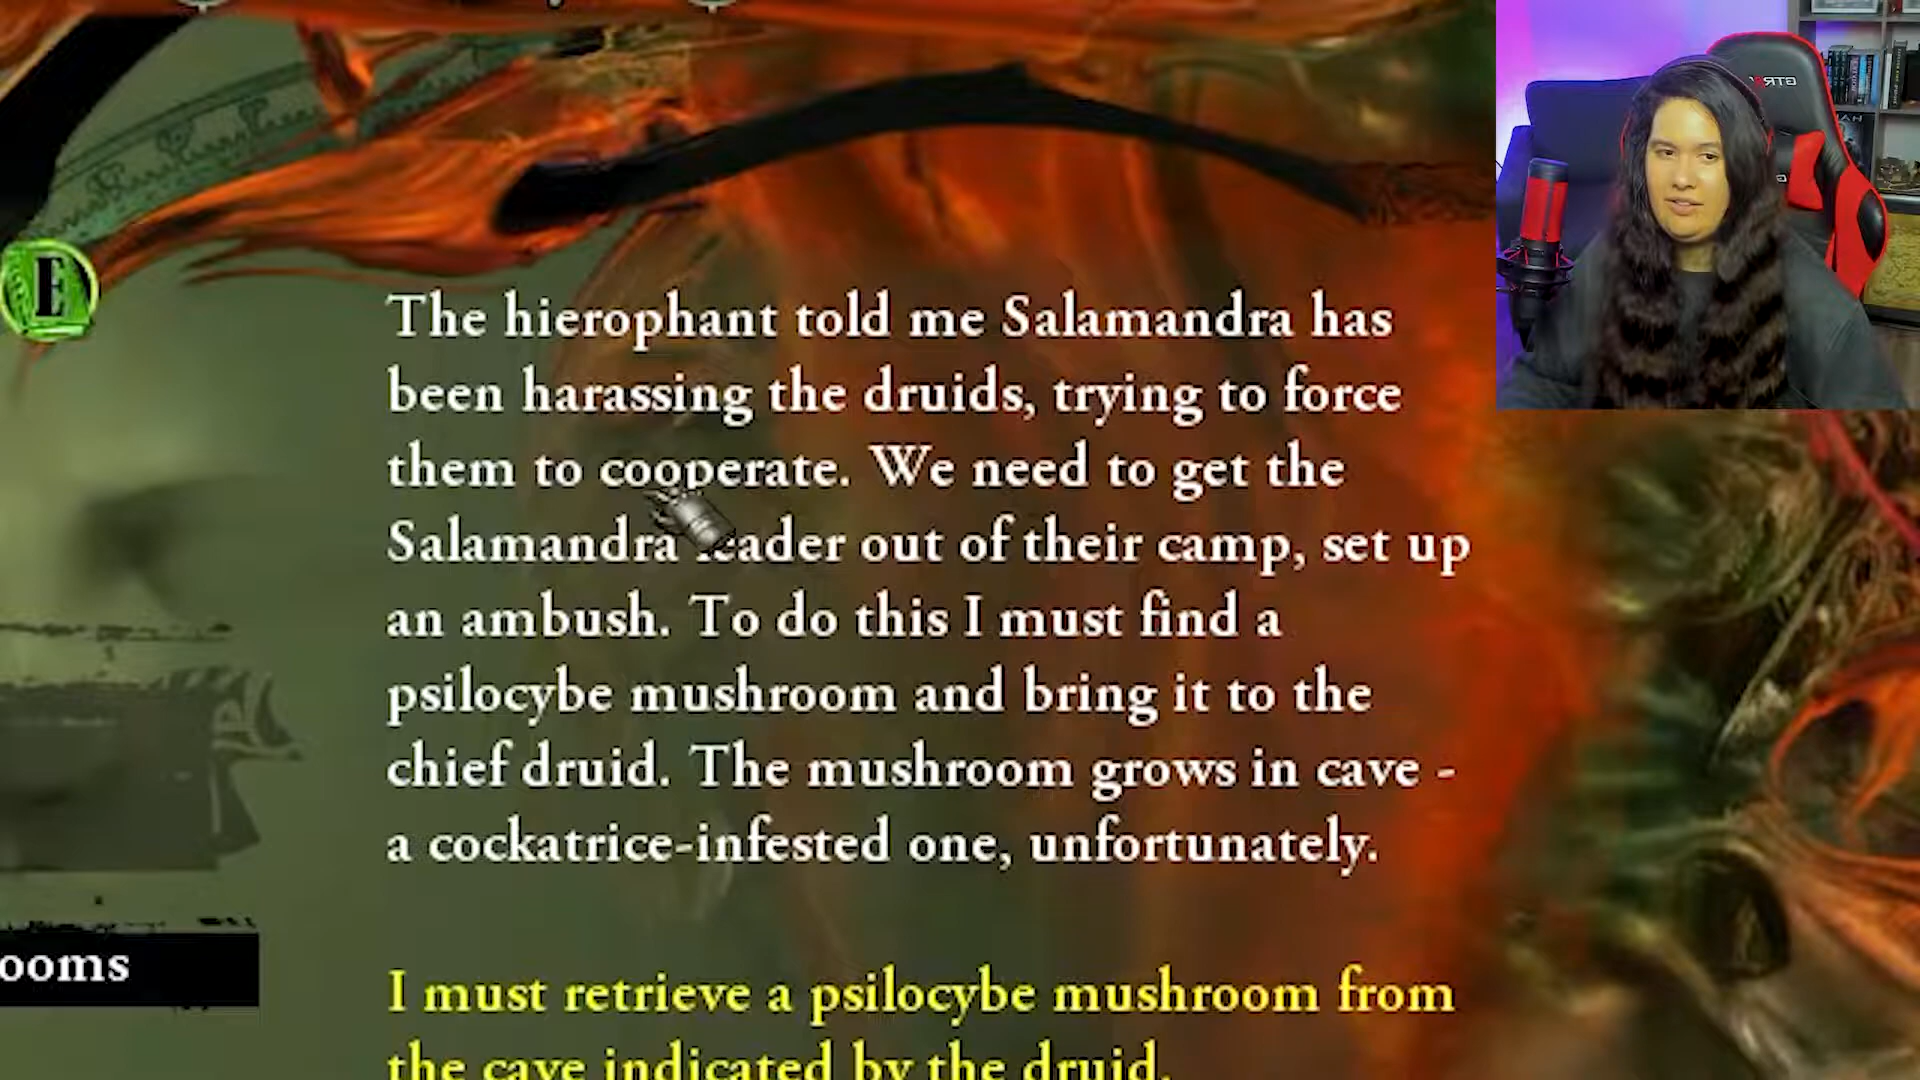 E
The hierophant told me Salamandra has
been harassing the druids, trying to force
them to cooperate. We need to get the
Salamandra leader out of their camp, set up
an ambush. To do this I must find a
psilocybe mushroom and bring it to the
chief druid. The mushroom grows in cave -
a cockatrice-infested one, unfortunately.
ooms
I must retrieve a psilocybe mushroom from
the cave indicated by the druid.